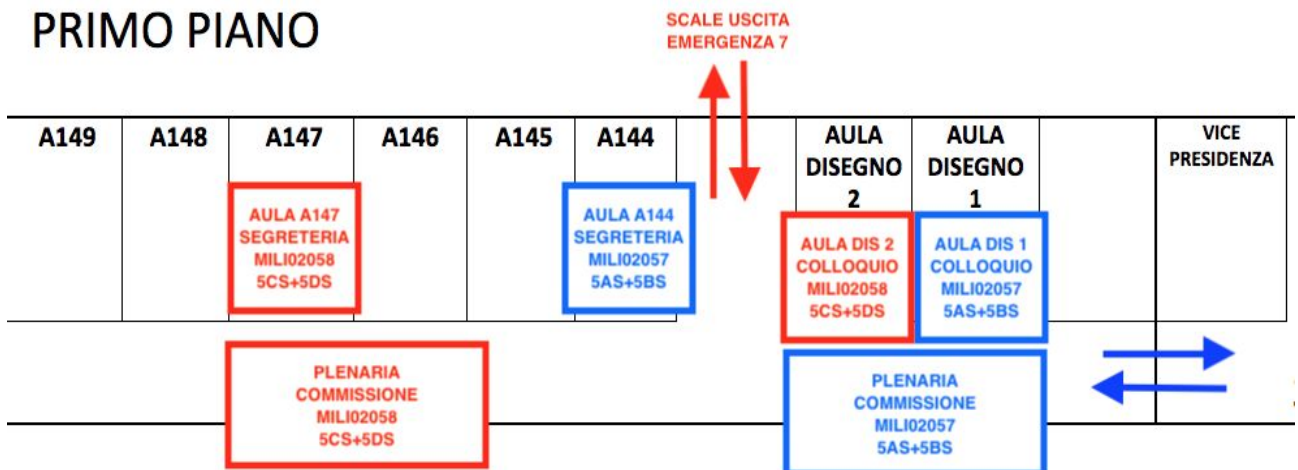 PRIMO PIANO
SCALE USCITA
EMERGENZA 7
A149
A148
A147
A146
A145
A144
AULA
DISEGNO
2
AULA
DISEGNO
1
VICE
PRESIDENZA
AULA A147
SEGRETERIA
MILI02058
5CS+5DS
AULA A144
SEGRETERIA
MILI02057
5AS+5BS
AULA DIS 2
COLLOQUIO
MILI02058
5CS+5DS
AULA DIS 1
COLLOQUIO
MILI02057
5AS+5BS
PLENARIA
COMMISSIONE
MILI02058
5CS+5DS
PLENARIA
COMMISSIONE
MILI02057
5AS+5BS